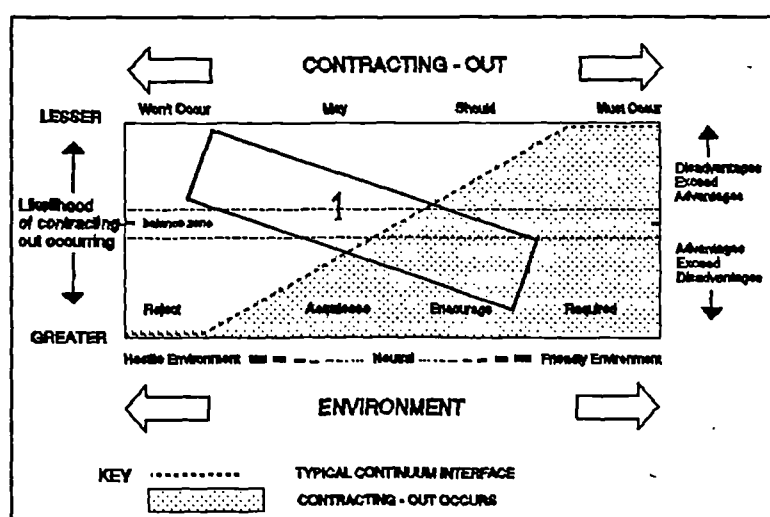 CONTRACTING - OUT
Won't Occur May Should Must Occur
LESSER
Disadvantages
Exceed
Advantages
Likelihood
of contracting
out occurring
balance zone
1
Advantages
Exceed
Disadvantages
Reject Acquiesce Encourage Required
GREATER
Hostile Environment Neutral Friendly Environment
ENVIRONMENT
KEY TYPICAL CONTINUUM INTERFACE
CONTRACTING - OUT OCCURS